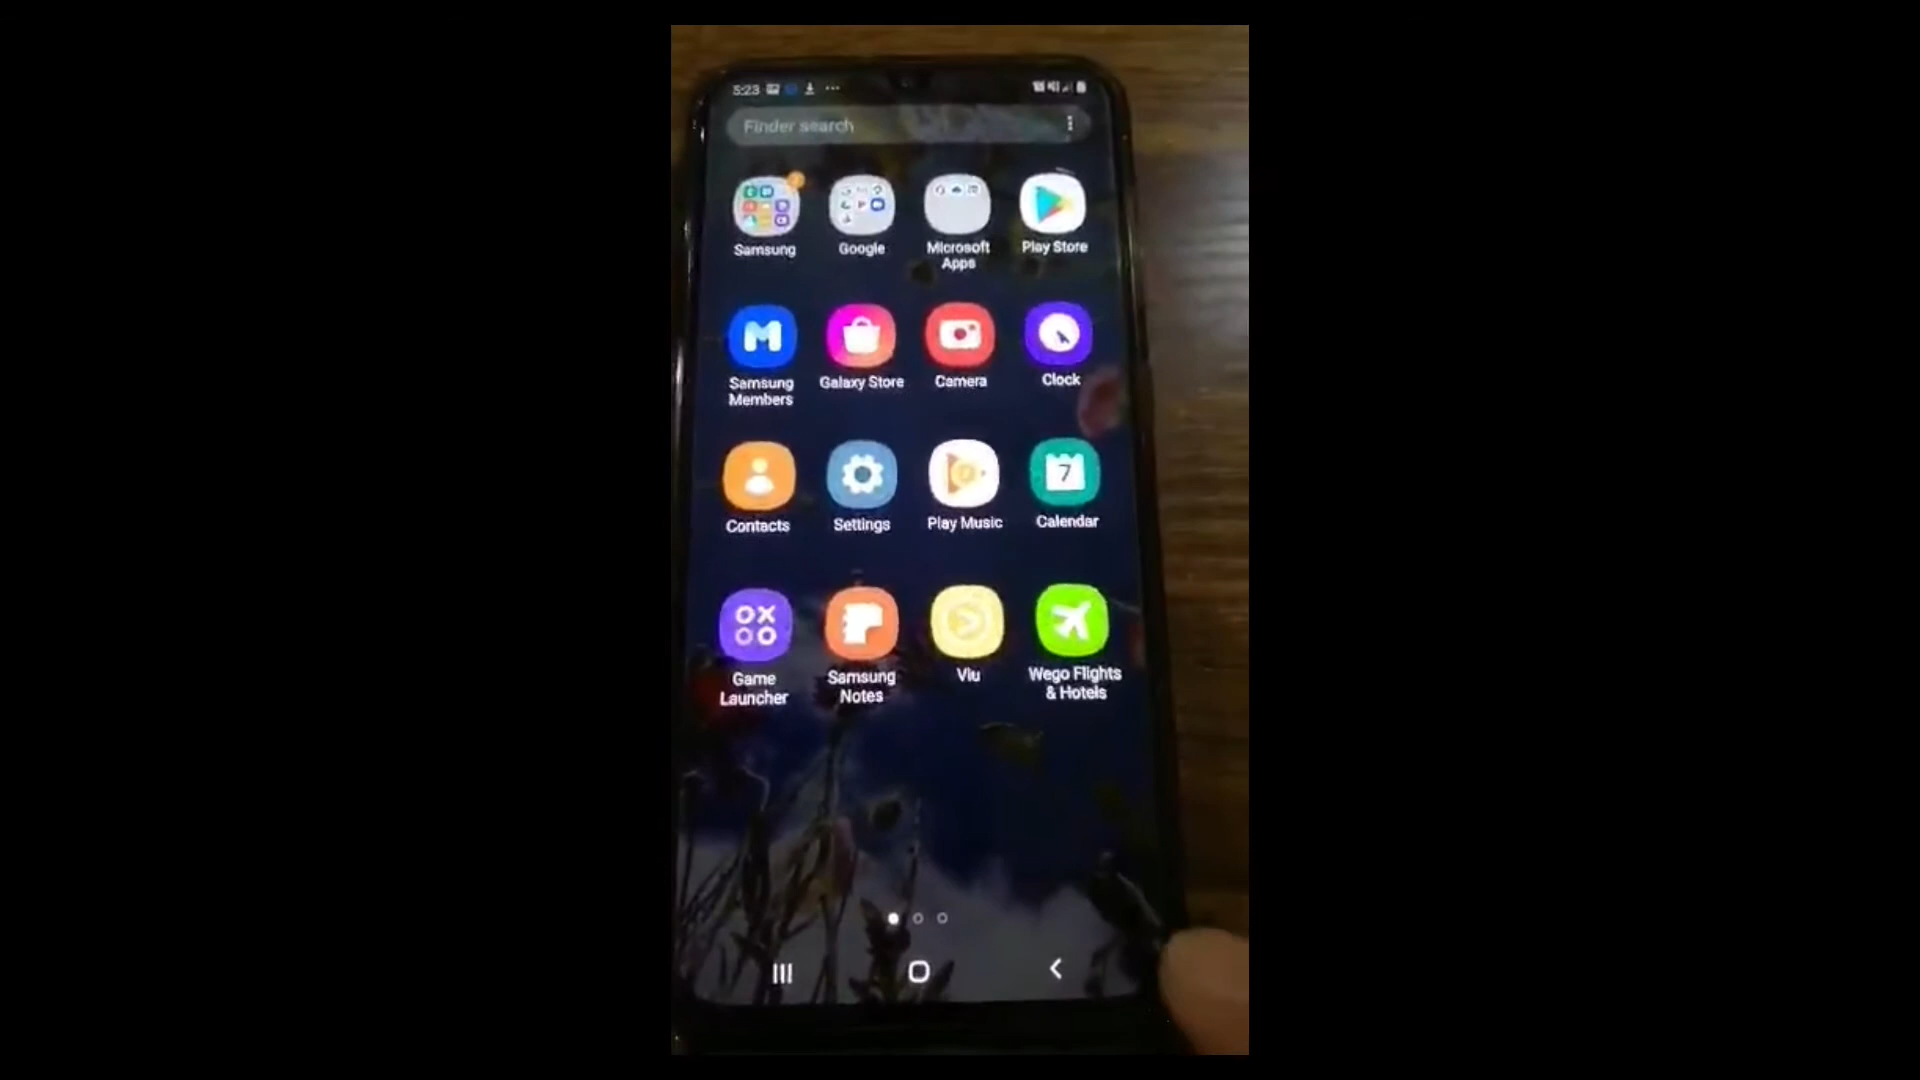 5:23
Finder search
Samsung
Google
Microsoft
Apps
Play Store
Samsung
Members
Galaxy Store
Camera
Clock
Contacts
Settings
Play Music
7
Calendar
Game
Launcher
Samsung
Notes
Viu
Wego Flights
& Hotels